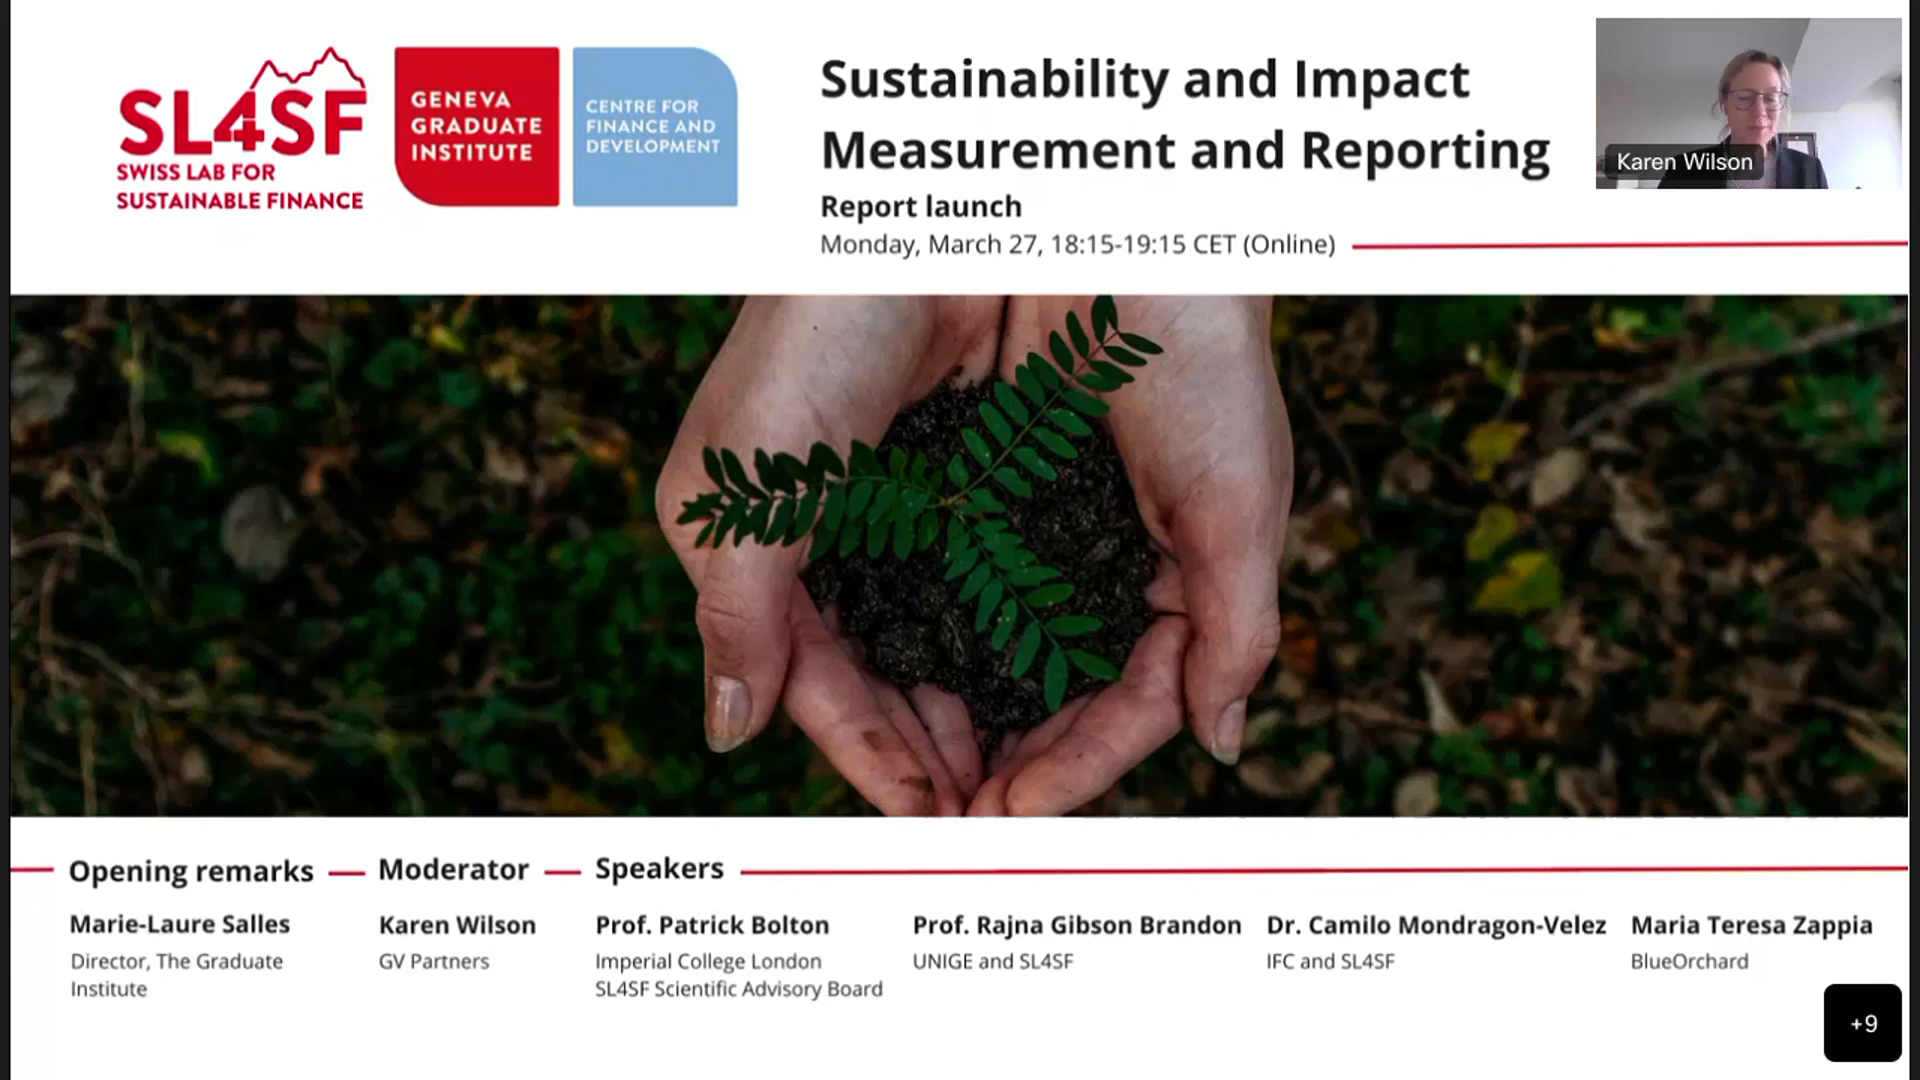 SL4SF
SWISS LAB FOR
SUSTAINABLE FINANCE
GENEVA
GRADUATE
INSTITUTE
CENTRE FOR
FINANCE AND
DEVELOPMENT
Sustainability and Impact
Measurement and Reporting
Report launch
Monday, March 27, 18:15-19:15 CET (Online)
Karen Wilson
Opening remarks
Marie-Laure Salles
Director, The Graduate
Institute
Moderator
Karen Wilson
GV Partners
Speakers
Prof. Patrick Bolton
Imperial College London
SL4SF Scientific Advisory Board
Prof. Rajna Gibson Brandon
UNIGE and SL4SF
Dr. Camilo Mondragon-Velez
IFC and SL4SF
Maria Teresa Zappia
BlueOrchard
+9